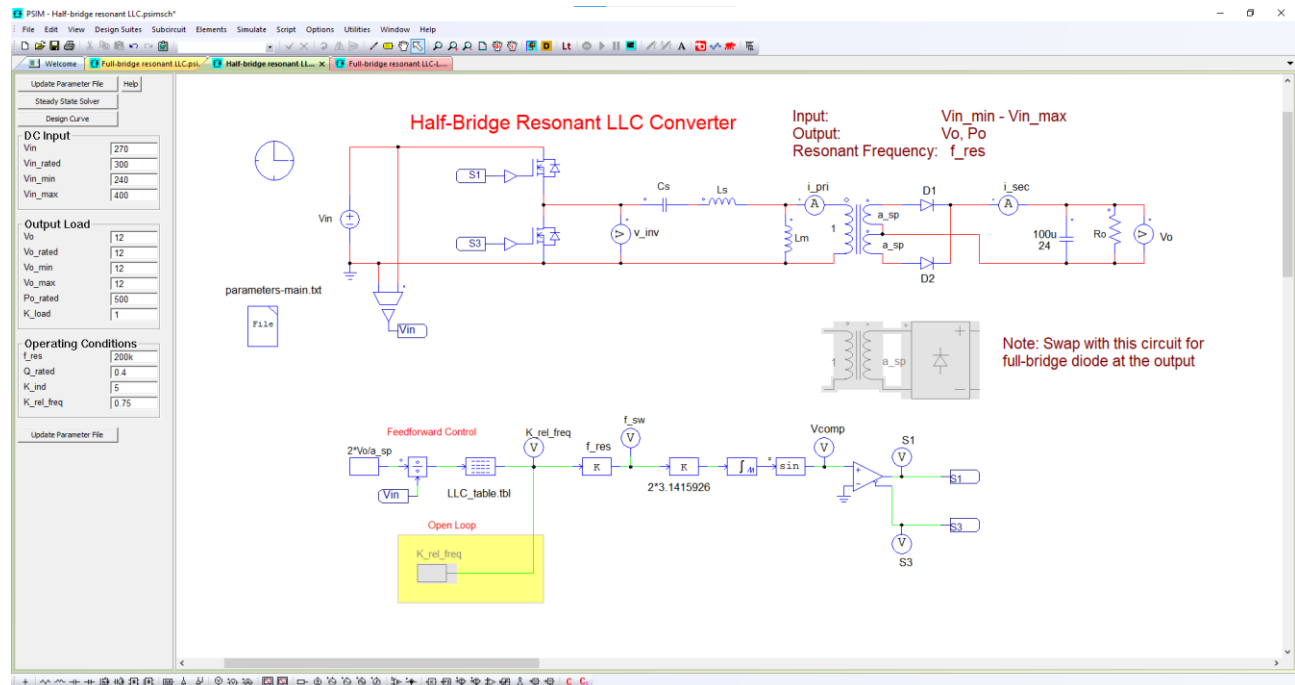 PSIM - Half-bridge resonant LLC.psimsch*
File Edit View Design Suites Subcircuit Elements Simulate Script Options Utilities Window Help
Lt
Welcome
Full-bridge resonant LLC.psi
Half-bridge resonant LL...
Full-bridge resonant LLC-L...
Update Parameter File
Help
Steady State Solver
Design Curve
DC Input
Vin 270
Vin_rated 300
Vin_min 240
Vin_max 400
Output Load
Vo 12
Vo_rated 12
Vo_min 12
Vo_max 12
Po_rated 500
K_load 1
Operating Conditions
f_res 200k
Q_rated 0.4
K_ind 5
K_rel_freq 0.75
Update Parameter File
Half-Bridge Resonant LLC Converter
Input: Vin_min - Vin_max
Output: Vo, Po
Resonant Frequency: f_res
S1
S3
Vin
v_inv
Cs
Ls
Lm
i_pri
A
1
a_sp
a_sp
D1
D2
i_sec
A
100u
24
Ro
V
Vo
V
Vin
parameters-main.txt
File
1
a_sp
Note: Swap with this circuit for
full-bridge diode at the output
Feedforward Control
2*Vo/a_sp
Vin
LLC_table.tbl
K_rel_freq
V
f_res
K
f_sw
V
K
2*3.1415926
sin
Vcomp
V
S1
V
S1
S3
V
S3
Open Loop
K_rel_freq